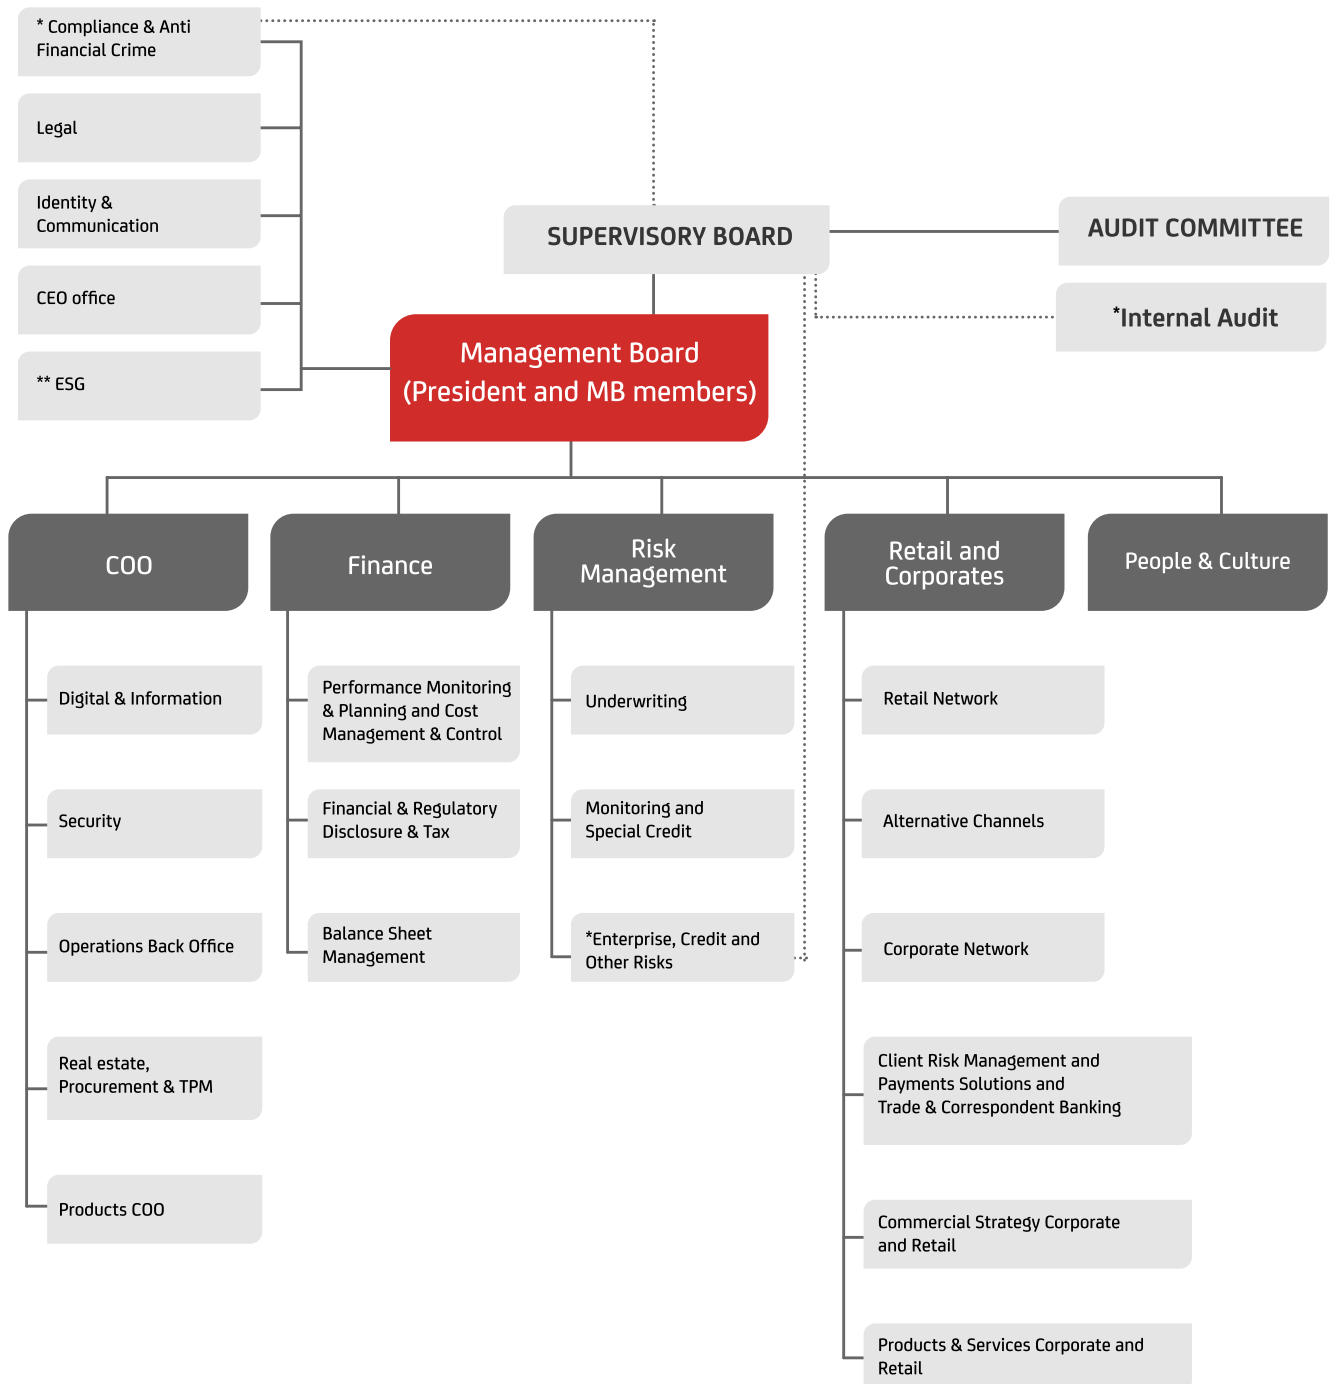 * Compliance & Anti
Financial Crime
Legal
Identity &
Communication
CEO office
** ESG
SUPERVISORY BOARD
AUDIT COMMITTEE
*Internal Audit
Management Board
(President and MB members)
COO
Finance
Risk
Management
Retail and
Corporates
People & Culture
Digital & Information
Security
Operations Back Office
Real estate,
Procurement & TPM
Products COO
Performance Monitoring
& Planning and Cost
Management & Control
Financial & Regulatory
Disclosure & Tax
Balance Sheet
Management
Underwriting
Monitoring and
Special Credit
*Enterprise, Credit and
Other Risks
Retail Network
Alternative Channels
Corporate Network
Client Risk Management and
Payments Solutions and
Trade & Correspondent Banking
Commercial Strategy Corporate
and Retail
Products & Services Corporate and
Retail